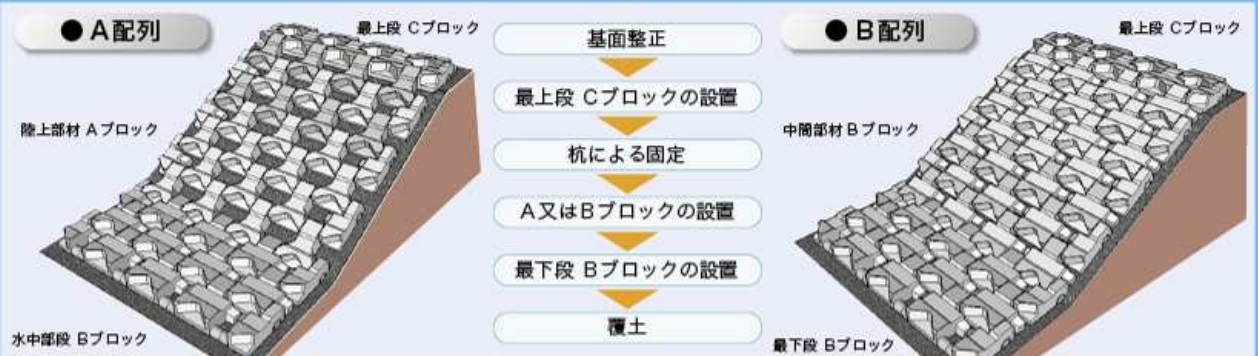 ● A配列
最上段 Cブロック
陸上部材 Aブロック
水中部段 Bブロック
基面整正
最上段 Cブロックの設置
杭による固定
A又はBブロックの設置
最下段 Bブロックの設置
覆土
● B配列
最上段 Cブロック
中間部材 Bブロック
最下段 Bブロック